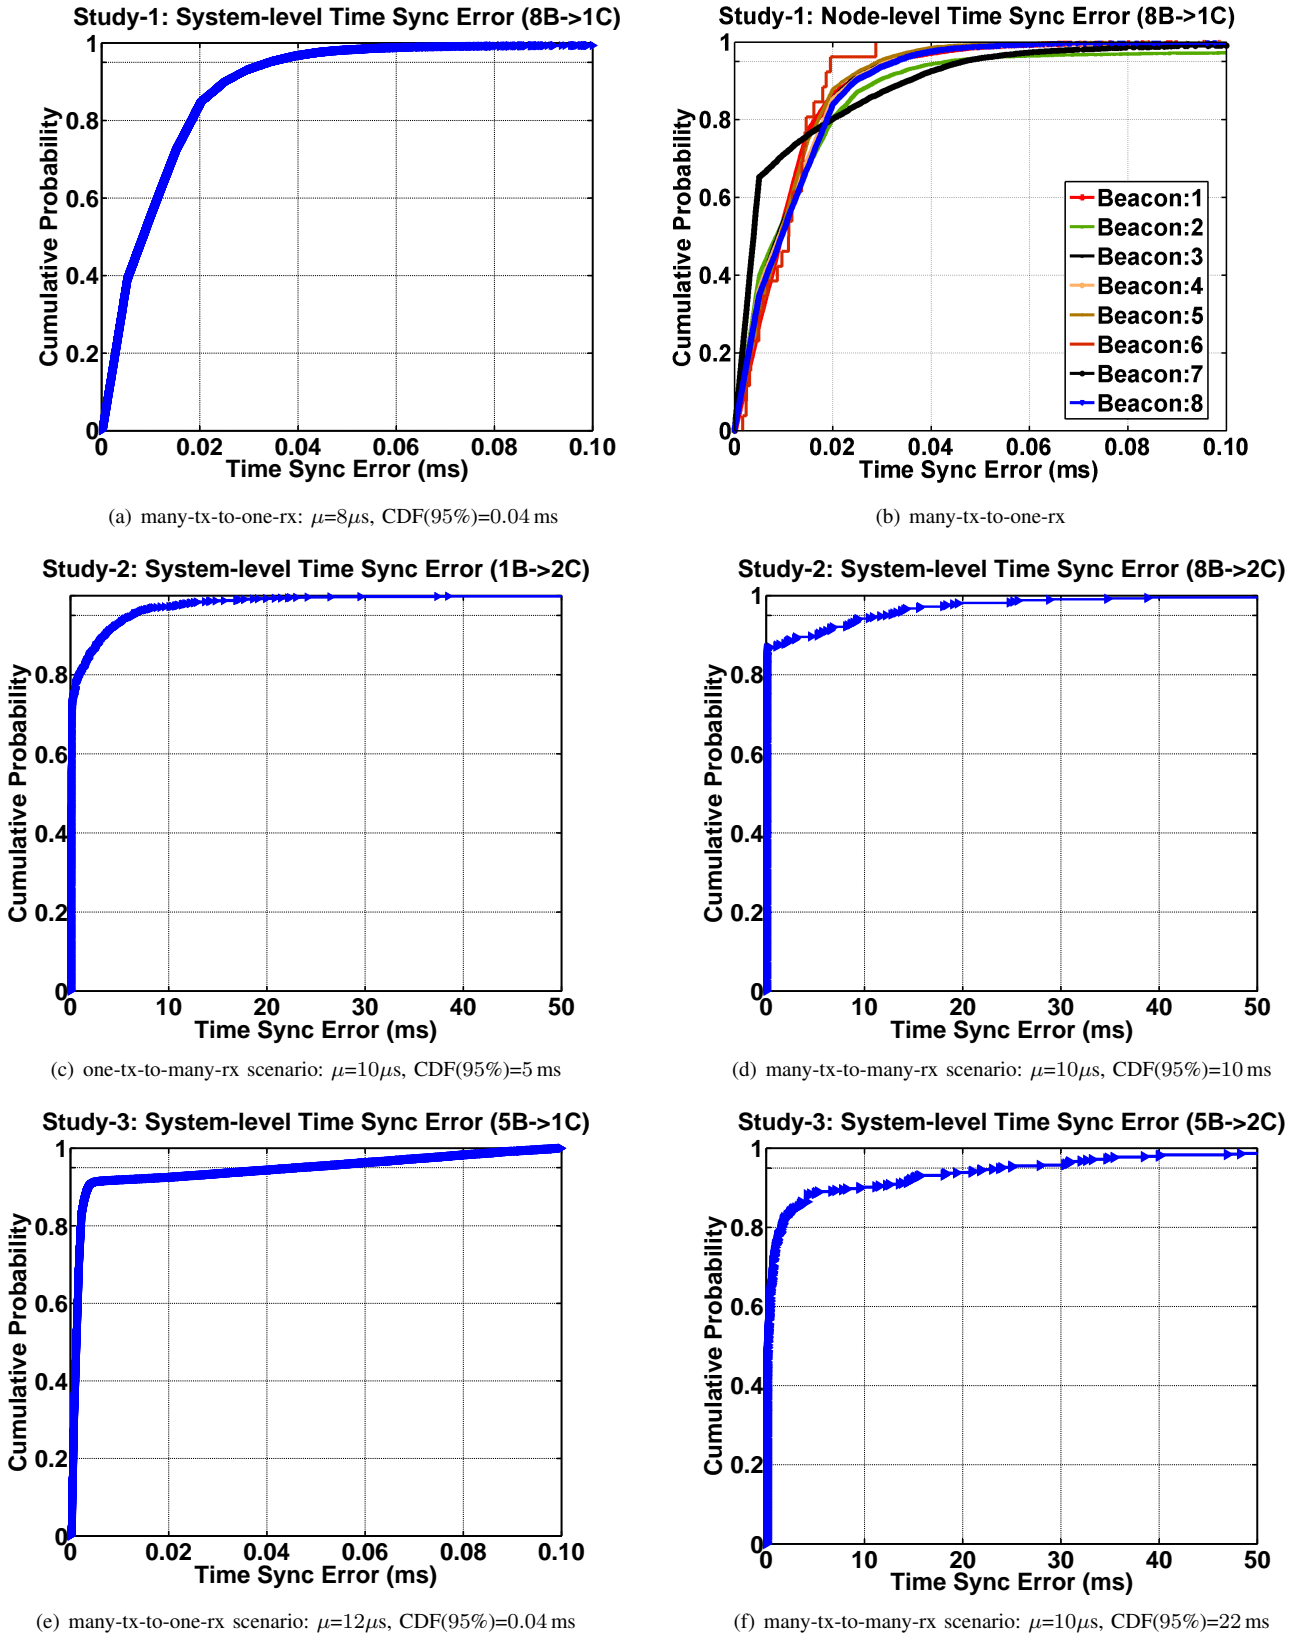 Study-1: System-level Time Sync Error (8B->1C)
1
0.8
0.6
0.4
0.2
0
Cumulative Probability
0 0.02 0.04 0.06 0.08 0.10
Time Sync Error (ms)
(a) many-tx-to-one-rx: μ=8μs, CDF(95%)=0.04 ms
Study-1: Node-level Time Sync Error (8B->1C)
1
0.8
0.6
0.4
0.2
0
Cumulative Probability
Beacon:1
Beacon:2
Beacon:3
Beacon:4
Beacon:5
Beacon:6
Beacon:7
Beacon:8
0 0.02 0.04 0.06 0.08 0.10
Time Sync Error (ms)
(b) many-tx-to-one-rx
Study-2: System-level Time Sync Error (1B->2C)
1
0.8
0.6
0.4
0.2
0
Cumulative Probability
0 10 20 30 40 50
Time Sync Error (ms)
(c) one-tx-to-many-rx scenario: μ=10μs, CDF(95%)=5 ms
Study-2: System-level Time Sync Error (8B->2C)
1
0.8
0.6
0.4
0.2
0
Cumulative Probability
0 10 20 30 40 50
Time Sync Error (ms)
(d) many-tx-to-many-rx scenario: μ=10μs, CDF(95%)=10 ms
Study-3: System-level Time Sync Error (5B->1C)
1
0.8
0.6
0.4
0.2
0
Cumulative Probability
0 0.02 0.04 0.06 0.08 0.10
Time Sync Error (ms)
(e) many-tx-to-one-rx scenario: μ=12μs, CDF(95%)=0.04 ms
Study-3: System-level Time Sync Error (5B->2C)
1
0.8
0.6
0.4
0.2
0
Cumulative Probability
0 10 20 30 40 50
Time Sync Error (ms)
(f) many-tx-to-many-rx scenario: μ=10μs, CDF(95%)=22 ms